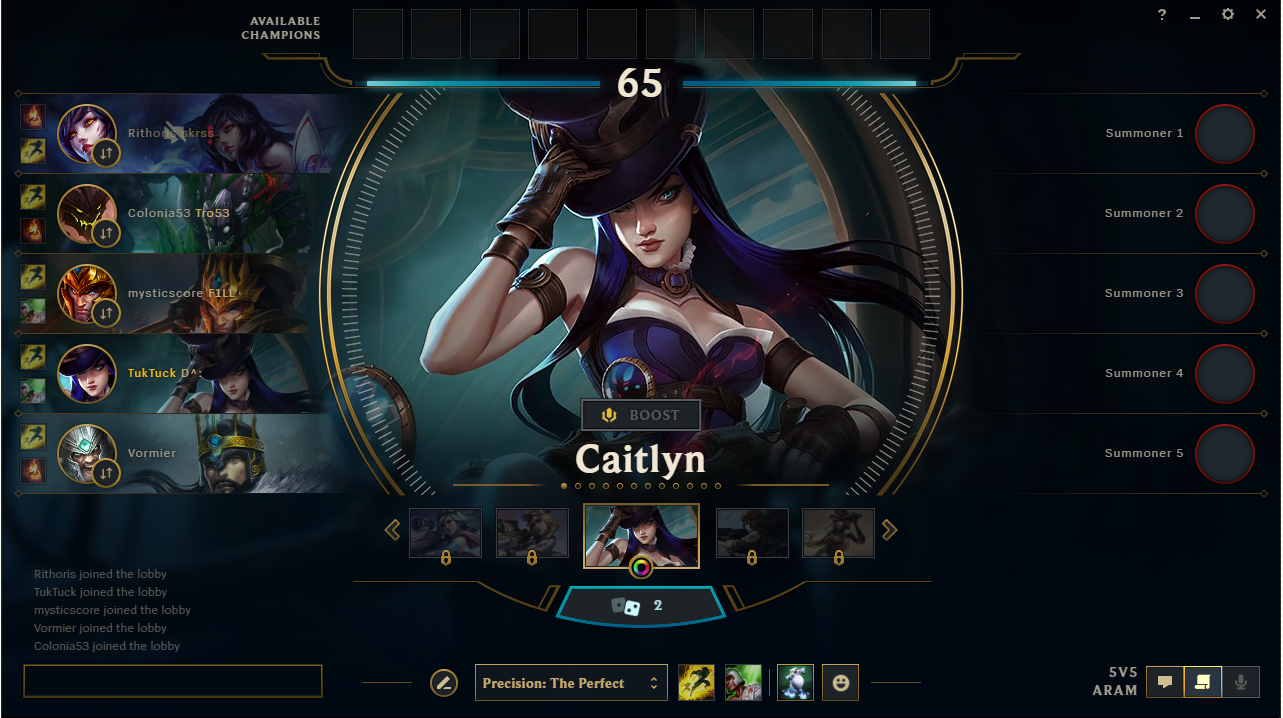 AVAILABLE
CHAMPIONS
?
65
Rithoris skrss
Colonia53 Tro53
mysticscore F1LL
TukTuck D^:
Vormier
Summoner 1
Summoner 2
Summoner 3
Summoner 4
Summoner 5
BOOST
Caitlyn
2
Rithoris joined the lobby
TukTuck joined the lobby
mysticscore joined the lobby
Vormier joined the lobby
Colonia53 joined the lobby
Precision: The Perfect
5V5
ARAM